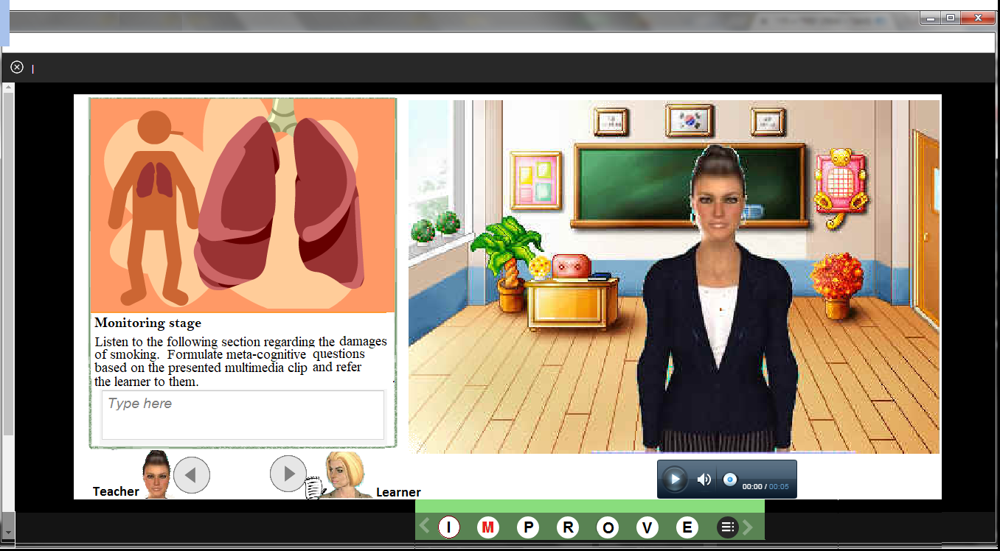 Monitoring stage
Listen to the following section regarding the damages
of smoking. Formulate meta-cognitive questions
based on the presented multimedia clip and refer
the learner to them.
Type here
Teacher
Learner
00:00 / 00:05
I M P R O V E